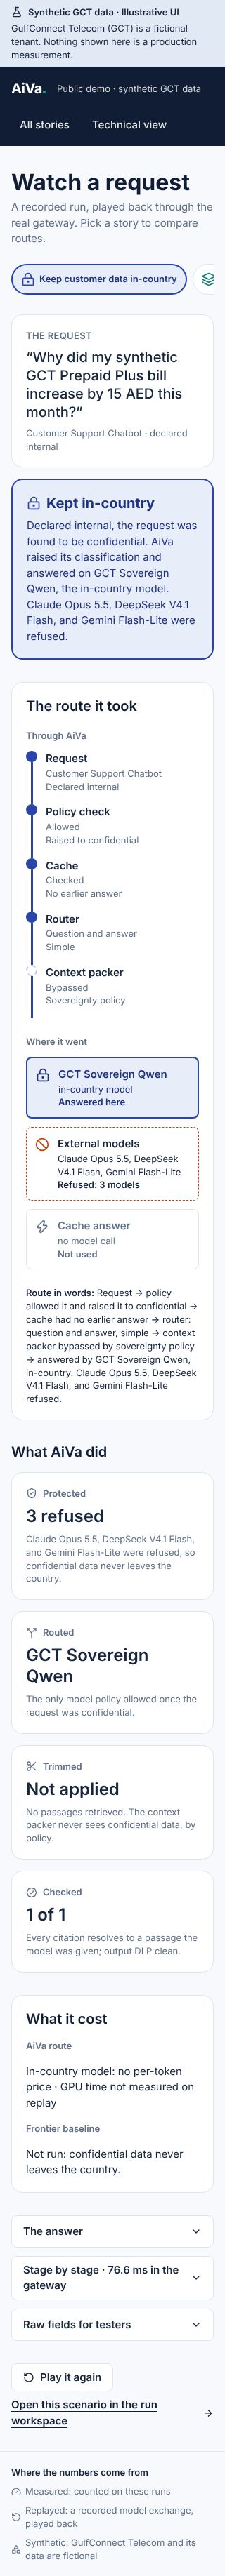 Synthetic GCT data · Illustrative UI
GulfConnect Telecom (GCT) is a fictional
tenant. Nothing shown here is a production
measurement.
AiVa.
Public demo · synthetic GCT data
All stories
Technical view
Watch a request
A recorded run, played back through the
real gateway. Pick a story to compare
routes.
Keep customer data in-country
THE REQUEST
“Why did my synthetic
GCT Prepaid Plus bill
increase by 15 AED this
month?”
Customer Support Chatbot · declared
internal
Kept in-country
Declared internal, the request was
found to be confidential. AiVa
raised its classification and
answered on GCT Sovereign
Qwen, the in-country model.
Claude Opus 5.5, DeepSeek V4.1
Flash, and Gemini Flash-Lite were
refused.
The route it took
Through AiVa
Request
Customer Support Chatbot
Declared internal
Policy check
Allowed
Raised to confidential
Cache
Checked
No earlier answer
Router
Question and answer
Simple
Context packer
Bypassed
Sovereignty policy
Where it went
GCT Sovereign Qwen
in-country model
Answered here
External models
Claude Opus 5.5, DeepSeek
V4.1 Flash, Gemini Flash-Lite
Refused: 3 models
Cache answer
no model call
Not used
Route in words: Request → policy
allowed it and raised it to confidential →
cache had no earlier answer → router:
question and answer, simple → context
packer bypassed by sovereignty policy
→ answered by GCT Sovereign Qwen,
in-country. Claude Opus 5.5, DeepSeek
V4.1 Flash, and Gemini Flash-Lite
refused.
What AiVa did
Protected
3 refused
Claude Opus 5.5, DeepSeek V4.1 Flash,
and Gemini Flash-Lite were refused, so
confidential data never leaves the
country.
Routed
GCT Sovereign
Qwen
The only model policy allowed once the
request was confidential.
Trimmed
Not applied
No passages retrieved. The context
packer never sees confidential data, by
policy.
Checked
1 of 1
Every citation resolves to a passage the
model was given; output DLP clean.
What it cost
AiVa route
In-country model: no per-token
price · GPU time not measured on
replay
Frontier baseline
Not run: confidential data never
leaves the country.
The answer
Stage by stage · 76.6 ms in the
gateway
Raw fields for testers
Play it again
Open this scenario in the run
workspace
Where the numbers come from
Measured: counted on these runs
Replayed: a recorded model exchange,
played back
Synthetic: GulfConnect Telecom and its
data are fictional